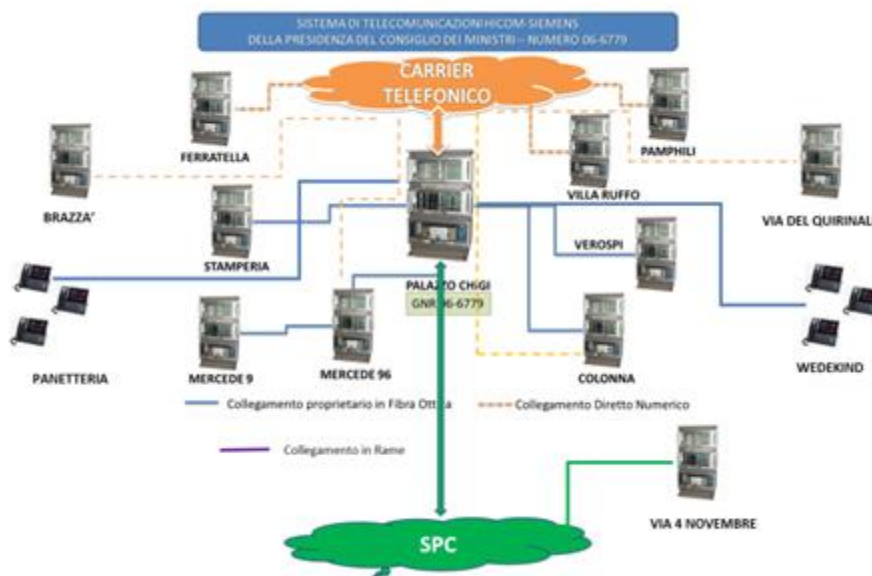 SISTEMA DI TELECOMUNICAZIONI HICOM-SIEMENS
DELLA PRESIDENZA DEL CONSIGLIO DEI MINISTRI – NUMERO 06-6779
CARRIER
TELEFONICO
FERRATELLA
PAMPHILI
BRAZZA'
VILLA RUFFO
VIA DEL QUIRINAL
STAMPERIA
VEROSPI
PALAZZO CHIGI
GNR 06-6779
PANETTERIA
MERCEDE 9
MERCEDE 96
COLONNA
WEDEKIND
Collegamento proprietario in Fibra Ottica
Collegamento Diretto Numerico
Collegamento in Rame
VIA 4 NOVEMBRE
SPC